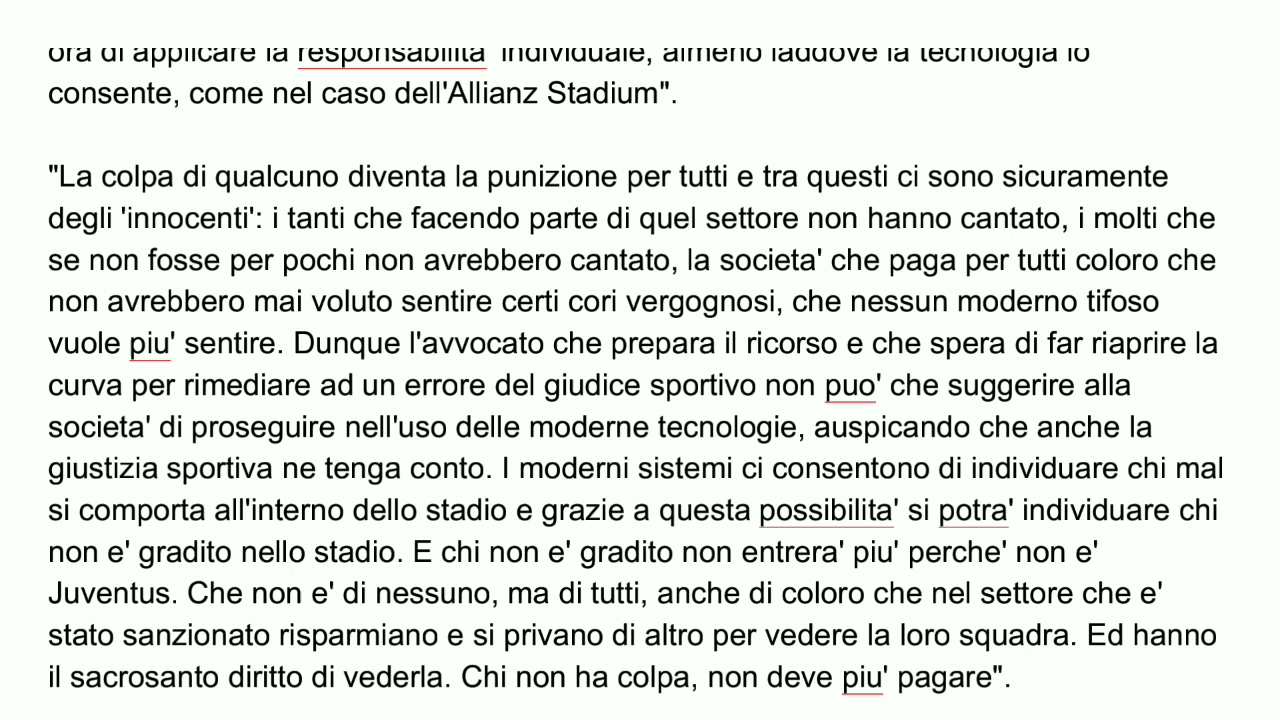 ora di applicare la responsabilita' individuale, almeno laddove la tecnologia lo
consente, come nel caso dell'Allianz Stadium".
"La colpa di qualcuno diventa la punizione per tutti e tra questi ci sono sicuramente
degli 'innocenti': i tanti che facendo parte di quel settore non hanno cantato, i molti che
se non fosse per pochi non avrebbero cantato, la societa' che paga per tutti coloro che
non avrebbero mai voluto sentire certi cori vergognosi, che nessun moderno tifoso
vuole piu' sentire. Dunque l'avvocato che prepara il ricorso e che spera di far riaprire la
curva per rimediare ad un errore del giudice sportivo non puo' che suggerire alla
societa' di proseguire nell'uso delle moderne tecnologie, auspicando che anche la
giustizia sportiva ne tenga conto. I moderni sistemi ci consentono di individuare chi mal
si comporta all'interno dello stadio e grazie a questa possibilita' si potra' individuare chi
non e' gradito nello stadio. E chi non e' gradito non entrera' piu' perche' non e'
Juventus. Che non e' di nessuno, ma di tutti, anche di coloro che nel settore che e'
stato sanzionato risparmiano e si privano di altro per vedere la loro squadra. Ed hanno
il sacrosanto diritto di vederla. Chi non ha colpa, non deve piu' pagare".